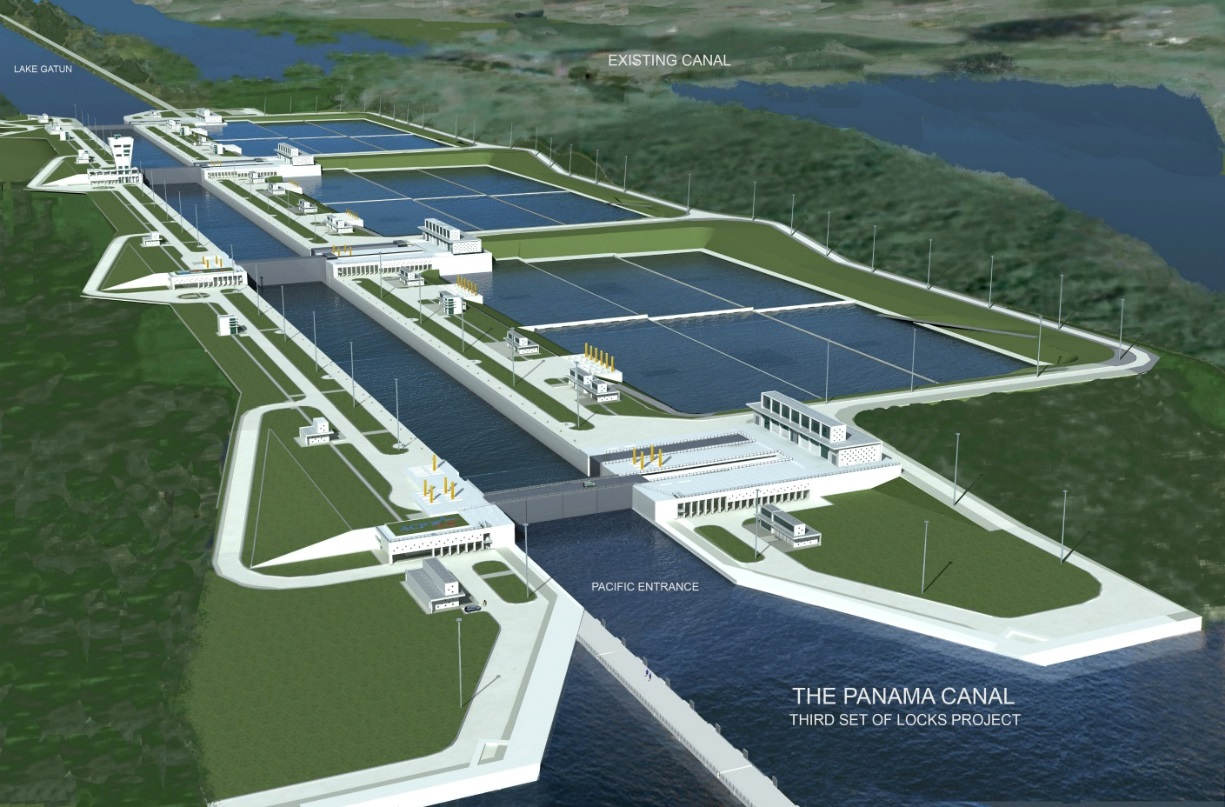 EXISTING CANAL
LAKE GATUN
PACIFIC ENTRANCE
THE PANAMA CANAL
THIRD SET OF LOCKS PROJECT